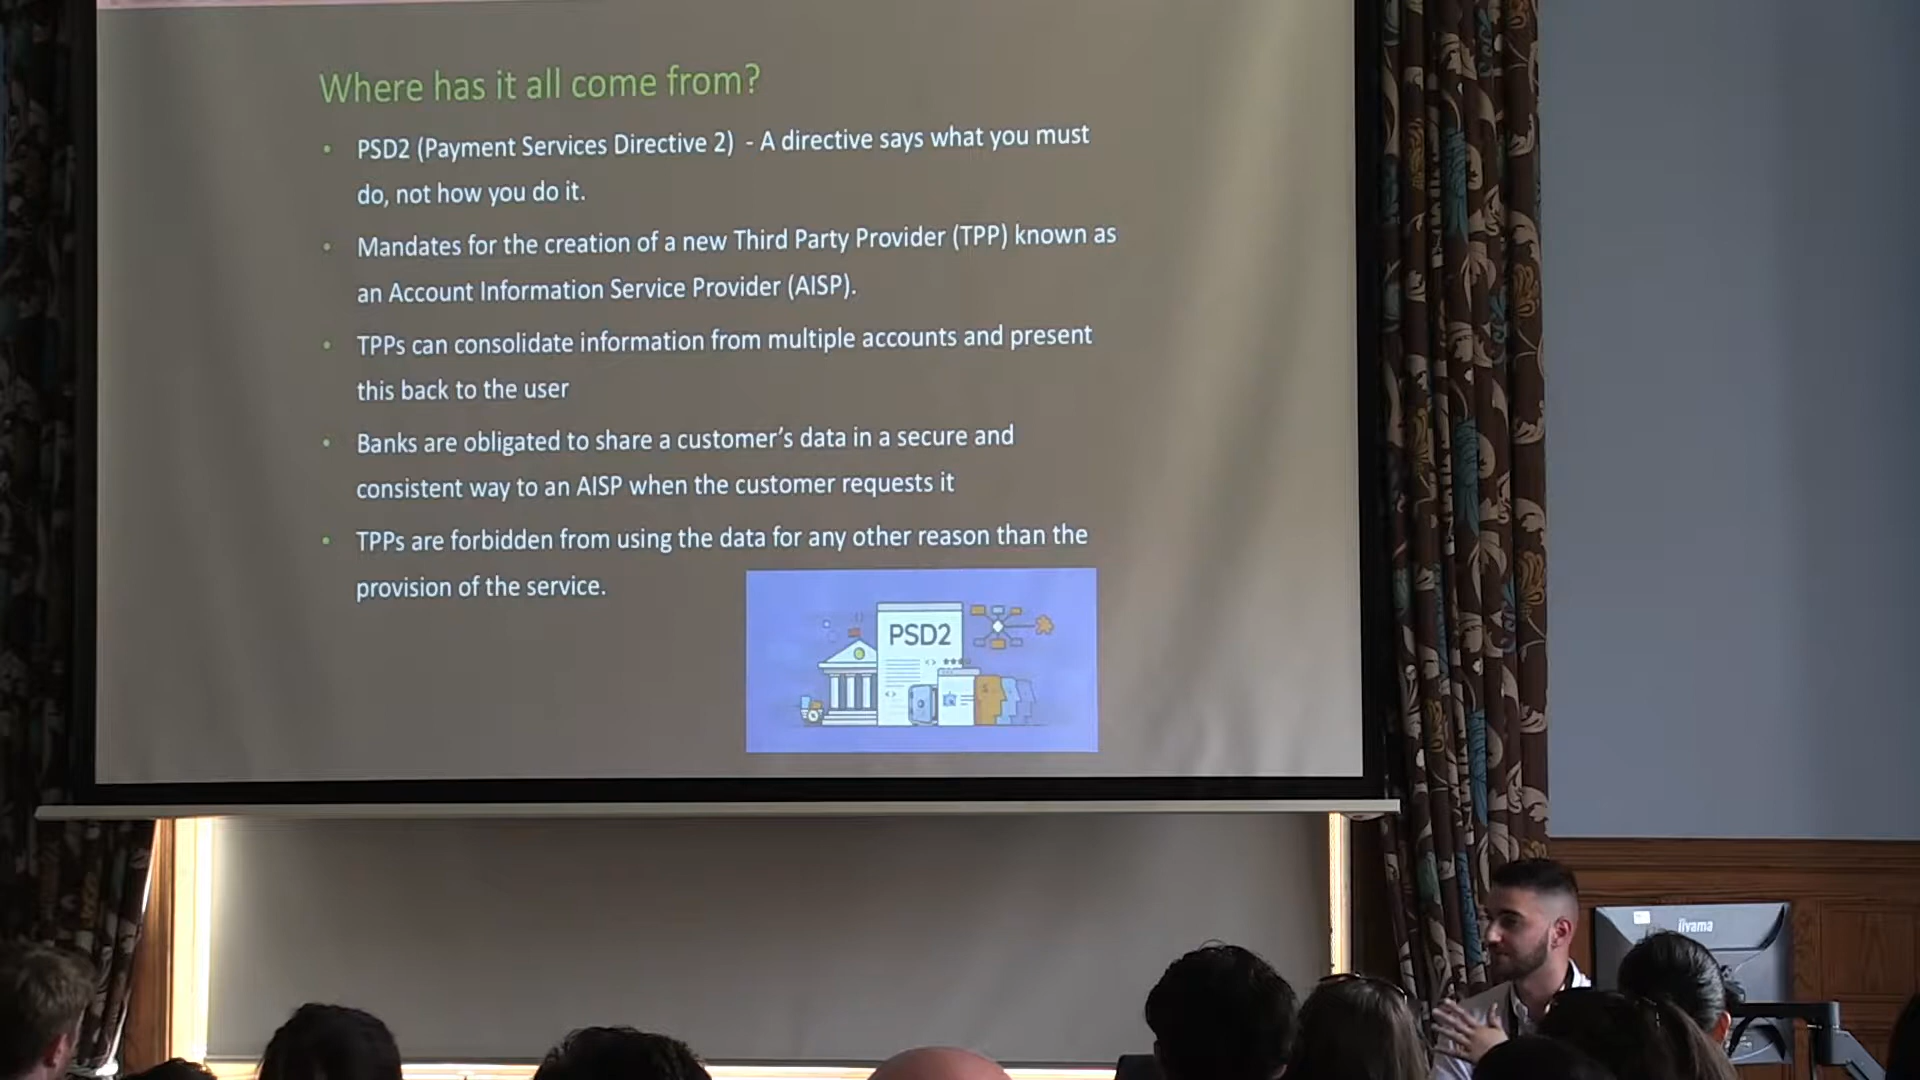 Where has it all come from?
• PSD2 (Payment Services Directive 2) - A directive says what you must
do, not how you do it.
• Mandates for the creation of a new Third Party Provider (TPP) known as
an Account Information Service Provider (AISP).
• TPPs can consolidate information from multiple accounts and present
this back to the user
• Banks are obligated to share a customer’s data in a secure and
consistent way to an AISP when the customer requests it
• TPPs are forbidden from using the data for any other reason than the
provision of the service.
PSD2
iiyama